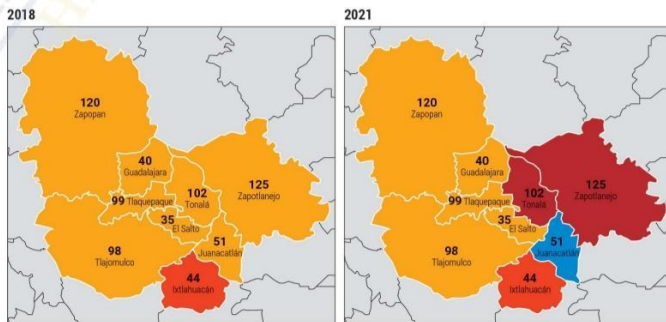 2018
120
Zapopan
40
Guadalajara
125
Zapotlanejo
102
Tonalá
99 Tlaquepaque
35
El Salto
51
Juanacatlán
98
Tlajomulco
44
Ixtlahuacán
2021
120
Zapopan
40
Guadalajara
125
Zapotlanejo
102
Tonalá
99 Tlaquepaque
35
El Salto
51
Juanacatlán
98
Tlajomulco
44
Ixtlahuacán